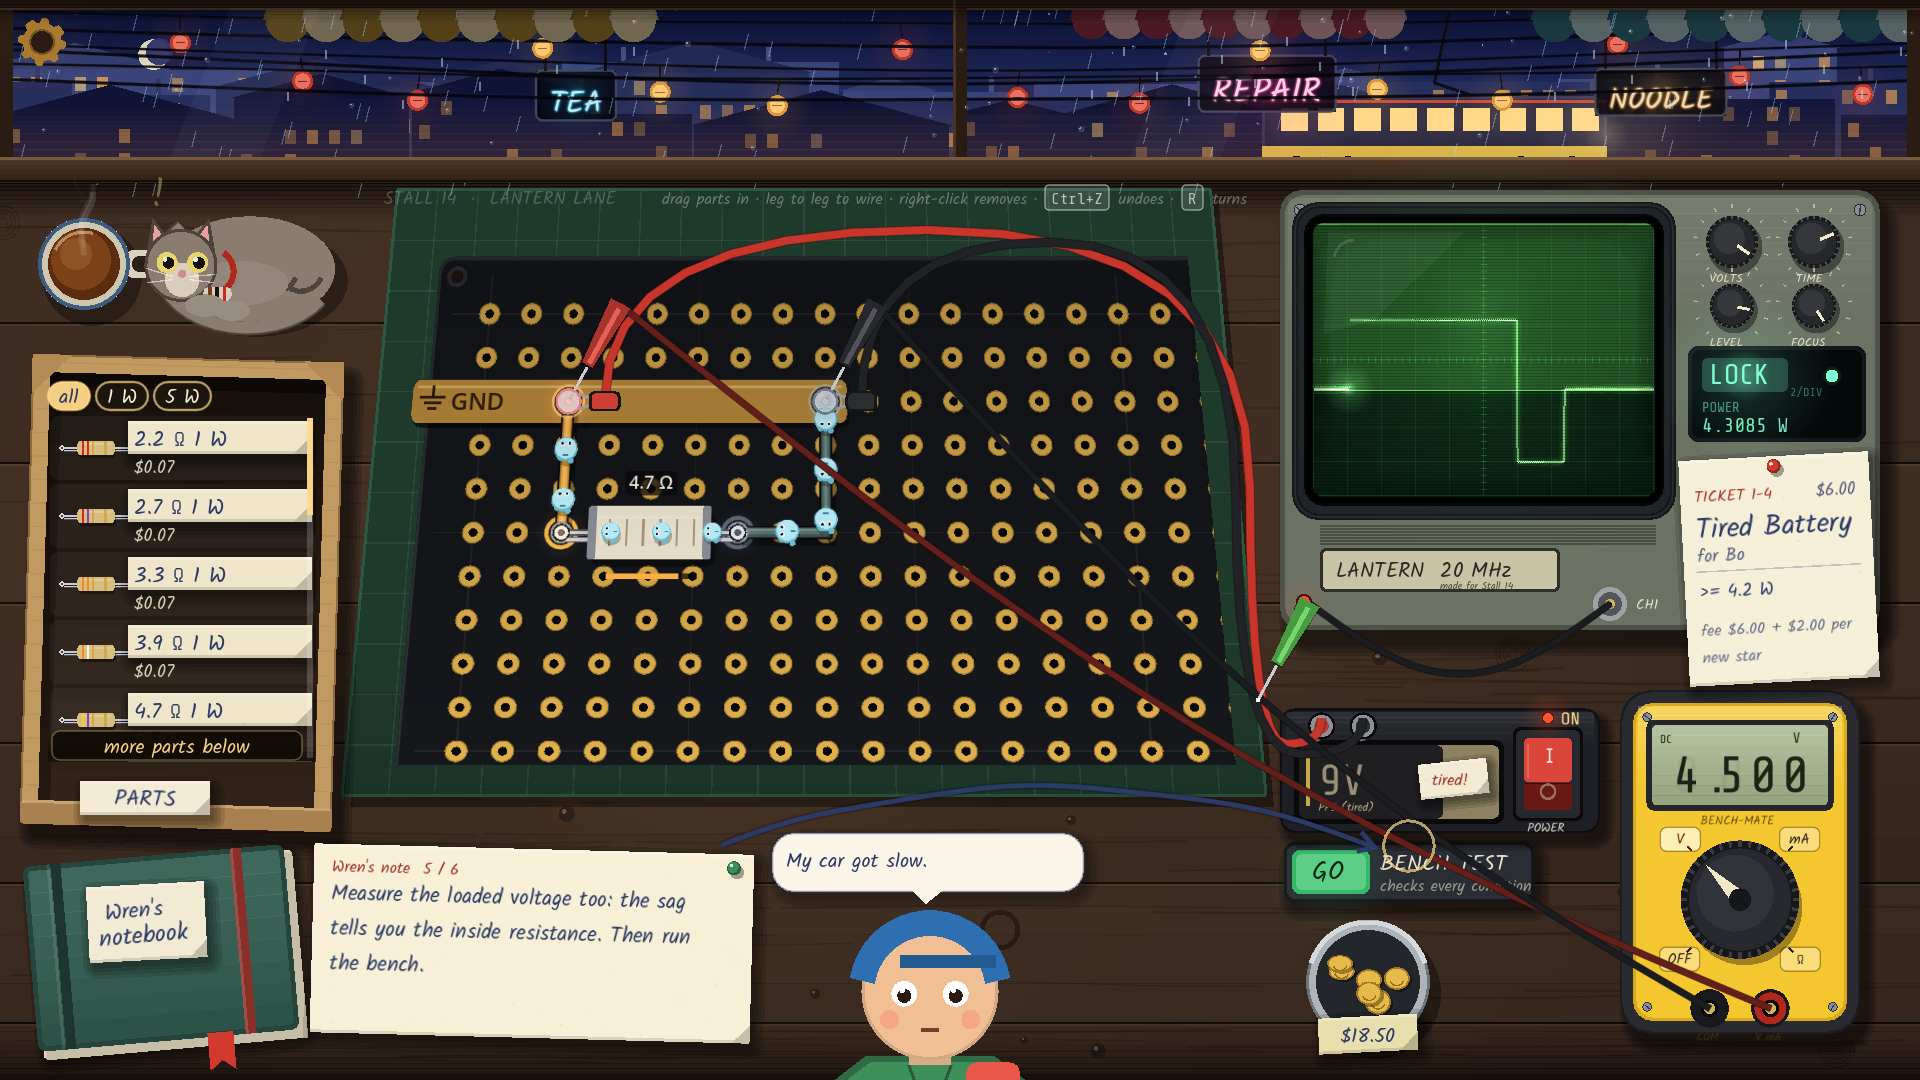 TEA
REPAIR
NOODLE
STALL 14 · LANTERN LANE
drag parts in · leg to leg to wire · right-click removes · Ctrl+Z undoes · R turns
all
1 W
5 W
2.2 Ω 1 W
$0.07
2.7 Ω 1 W
$0.07
3.3 Ω 1 W
$0.07
3.9 Ω 1 W
$0.07
4.7 Ω 1 W
more parts below
PARTS
GND
4.7 Ω
VOLTS
TIME
LEVEL
FOCUS
LOCK
2/DIV
POWER
4.3085 W
LANTERN 20 MHz
made for Stall 14
CH1
TICKET 1-4 $6.00
Tired Battery
for Bo
>= 4.2 W
fee $6.00 + $2.00 per
new star
ON
9V
(tired)
tired!
I
POWER
GO
BENCH TEST
checks every condition
DC V
4.500
BENCH-MATE
V
mA
OFF
Ω
COM
V mA
Wren's
notebook
Wren's note 5 / 6
Measure the loaded voltage too: the sag
tells you the inside resistance. Then run
the bench.
My car got slow.
$18.50